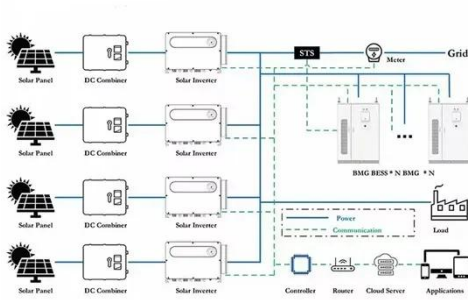 STS
Meter
Grid
Solar Panel
DC Combiner
Solar Inverter
Solar Panel
DC Combiner
Solar Inverter
BMG BESS * N BMG * N
Solar Panel
DC Combiner
Solar Inverter
Power
Communication
Load
Solar Panel
DC Combiner
Solar Inverter
Controller
Router
Cloud Server
Applications